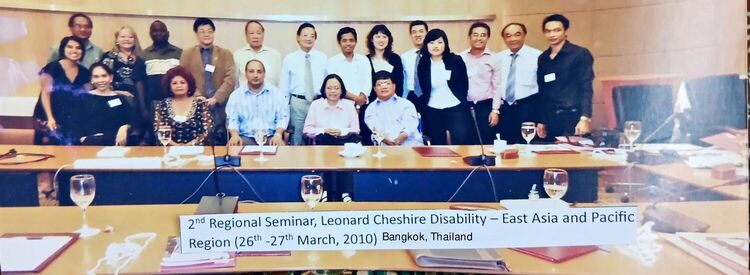 2nd Regional Seminar, Leonard Cheshire Disability – East Asia and Pacific
Region (26th -27th March, 2010) Bangkok, Thailand